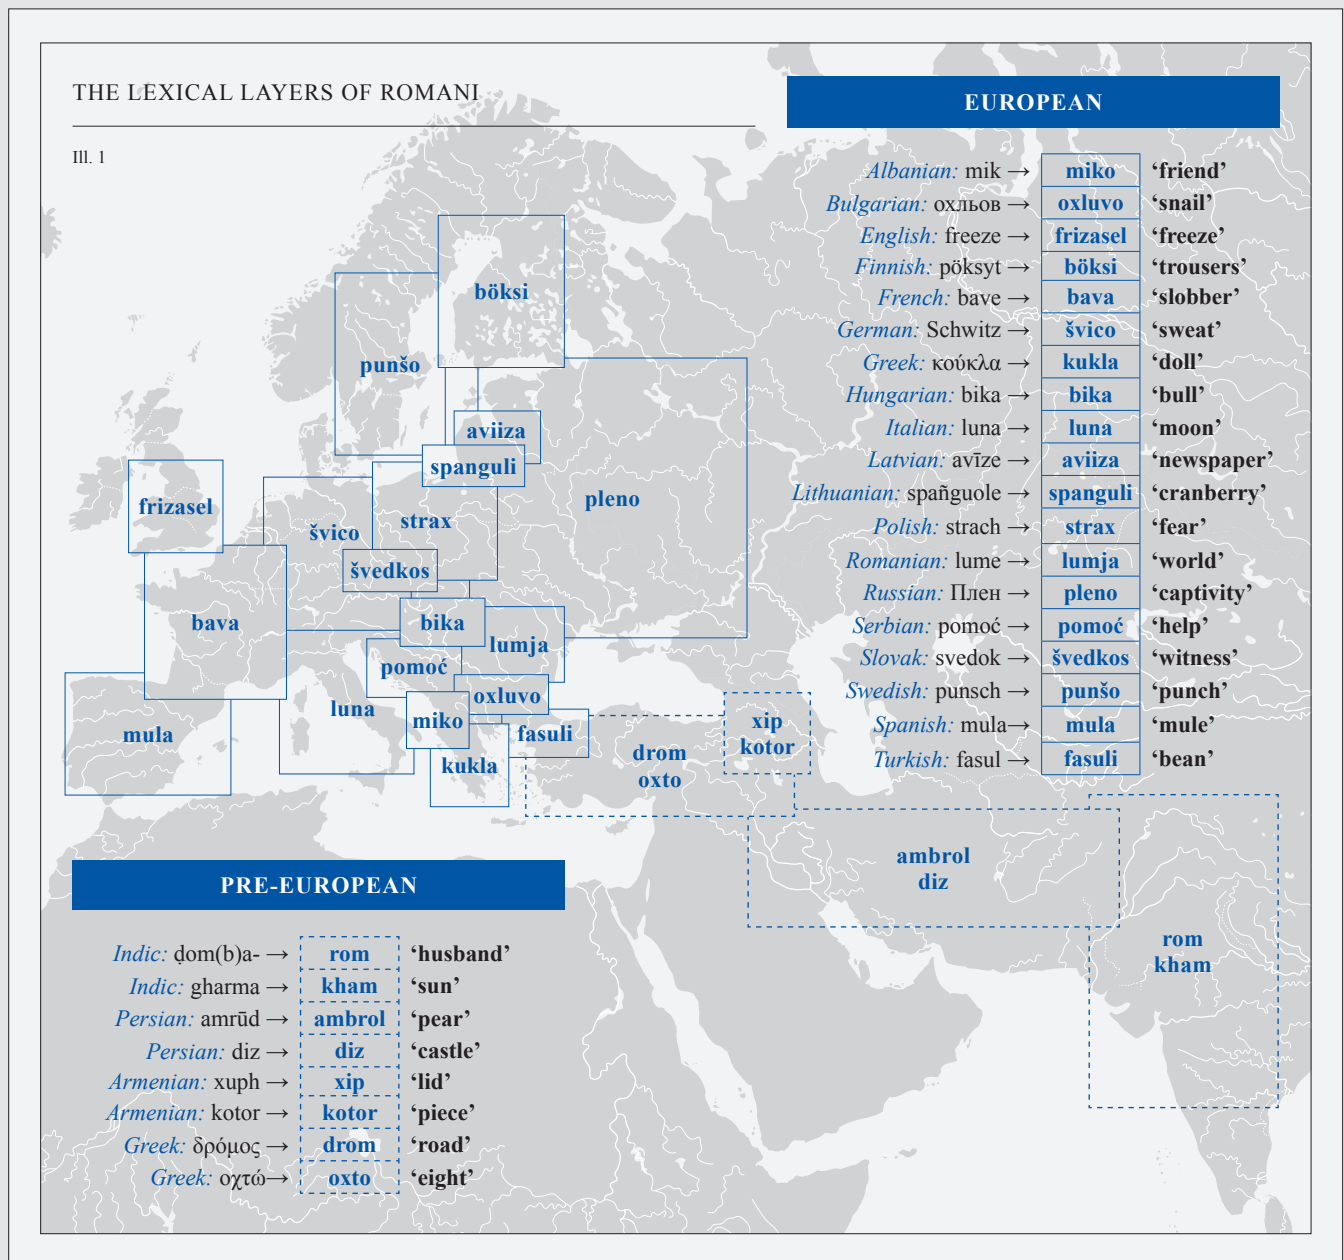 THE LEXICAL LAYERS OF ROMANI
Ill. 1
EUROPEAN
Albanian: mik → miko ‘friend’
Bulgarian: охльов → oxluvo ‘snail’
English: freeze → frizasel ‘freeze’
Finnish: pöksyt → böksi ‘trousers’
French: bave → bava ‘slobber’
German: Schwitz → švico ‘sweat’
Greek: κούκλα → kukla ‘doll’
Hungarian: bika → bika ‘bull’
Italian: luna → luna ‘moon’
Latvian: avīze → aviiza ‘newspaper’
Lithuanian: spañguole → spanguli ‘cranberry’
Polish: strach → strax ‘fear’
Romanian: lume → lumja ‘world’
Russian: Плен → pleno ‘captivity’
Serbian: pomoć → pomoć ‘help’
Slovak: svedok → švedkos ‘witness’
Swedish: punsch → punšo ‘punch’
Spanish: mula→ mula ‘mule’
Turkish: fasul → fasuli ‘bean’
böksi
punšo
aviiza
spanguli
frizasel
pleno
švico
strax
švedkos
bava
bika
lumja
pomoć
oxluvo
luna
miko
mula
fasuli
kukla
xip
kotor
drom
oxto
ambrol
diz
rom
kham
PRE-EUROPEAN
Indic: ḍom(b)a- → rom ‘husband’
Indic: gharma → kham ‘sun’
Persian: amrūd → ambrol ‘pear’
Persian: diz → diz ‘castle’
Armenian: xuph → xip ‘lid’
Armenian: kotor → kotor ‘piece’
Greek: δρόμος → drom ‘road’
Greek: οχτώ→ oxto ‘eight’